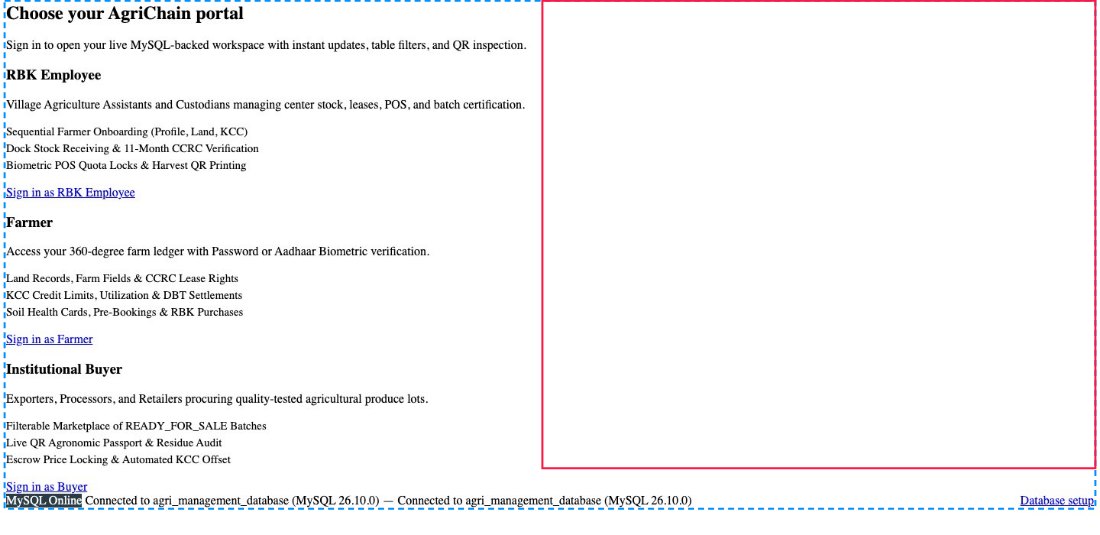 Choose your AgriChain portal
Sign in to open your live MySQL-backed workspace with instant updates, table filters, and QR inspection.
RBK Employee
Village Agriculture Assistants and Custodians managing center stock, leases, POS, and batch certification.
Sequential Farmer Onboarding (Profile, Land, KCC)
Dock Stock Receiving & 11-Month CCRC Verification
Biometric POS Quota Locks & Harvest QR Printing
Sign in as RBK Employee
Farmer
Access your 360-degree farm ledger with Password or Aadhaar Biometric verification.
Land Records, Farm Fields & CCRC Lease Rights
KCC Credit Limits, Utilization & DBT Settlements
Soil Health Cards, Pre-Bookings & RBK Purchases
Sign in as Farmer
Institutional Buyer
Exporters, Processors, and Retailers procuring quality-tested agricultural produce lots.
Filterable Marketplace of READY_FOR_SALE Batches
Live QR Agronomic Passport & Residue Audit
Escrow Price Locking & Automated KCC Offset
Sign in as Buyer
MySQL Online Connected to agri_management_database (MySQL 26.10.0) — Connected to agri_management_database (MySQL 26.10.0) Database setup